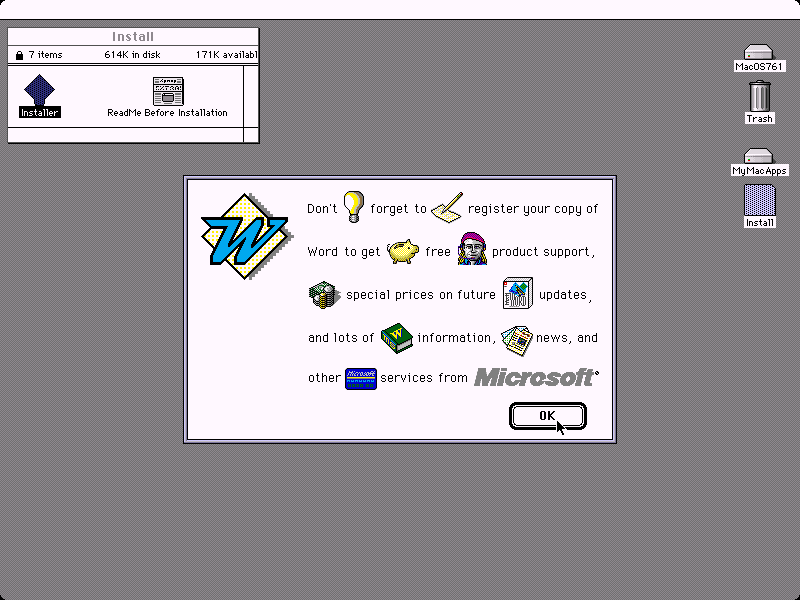 Install
7 items 614K in disk 171K availabl
Installer
ReadMe Before Installation
MacOS761
Trash
MyMacApps
Install
Don't forget to register your copy of
Word to get free product support,
special prices on future updates,
and lots of information, news, and
other Microsoft services from Microsoft
OK